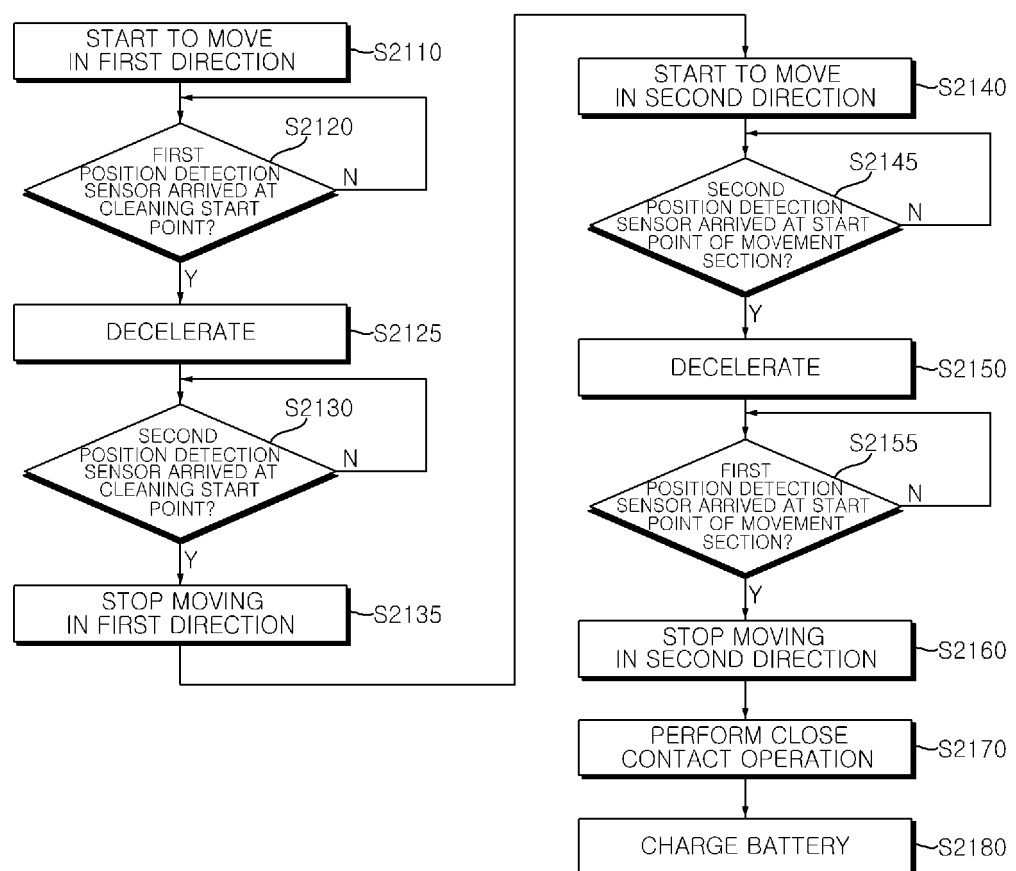 START TO MOVE
IN FIRST DIRECTION
S2110
S2120
FIRST
POSITION DETECTION
SENSOR ARRIVED AT
CLEANING START
POINT?
N
Y
DECELERATE
S2125
S2130
SECOND
POSITION DETECTION
SENSOR ARRIVED AT
CLEANING START
POINT?
N
Y
STOP MOVING
IN FIRST DIRECTION
S2135
START TO MOVE
IN SECOND DIRECTION
S2140
S2145
SECOND
POSITION DETECTION
SENSOR ARRIVED AT START
POINT OF MOVEMENT
SECTION?
N
Y
DECELERATE
S2150
S2155
FIRST
POSITION DETECTION
SENSOR ARRIVED AT START
POINT OF MOVEMENT
SECTION?
N
Y
STOP MOVING
IN SECOND DIRECTION
S2160
PERFORM CLOSE
CONTACT OPERATION
S2170
CHARGE BATTERY
S2180